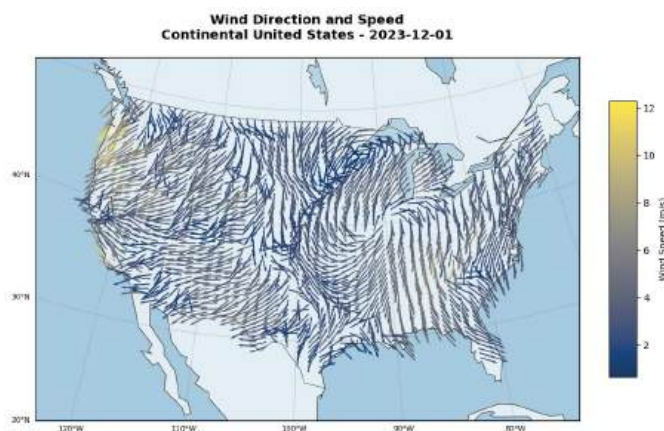 Wind Direction and Speed
Continental United States - 2023-12-01
12
10
8
6
4
2
Wind Speed (m/s)
40°N
30°N
20°N
120°W
110°W
100°W
90°W
80°W